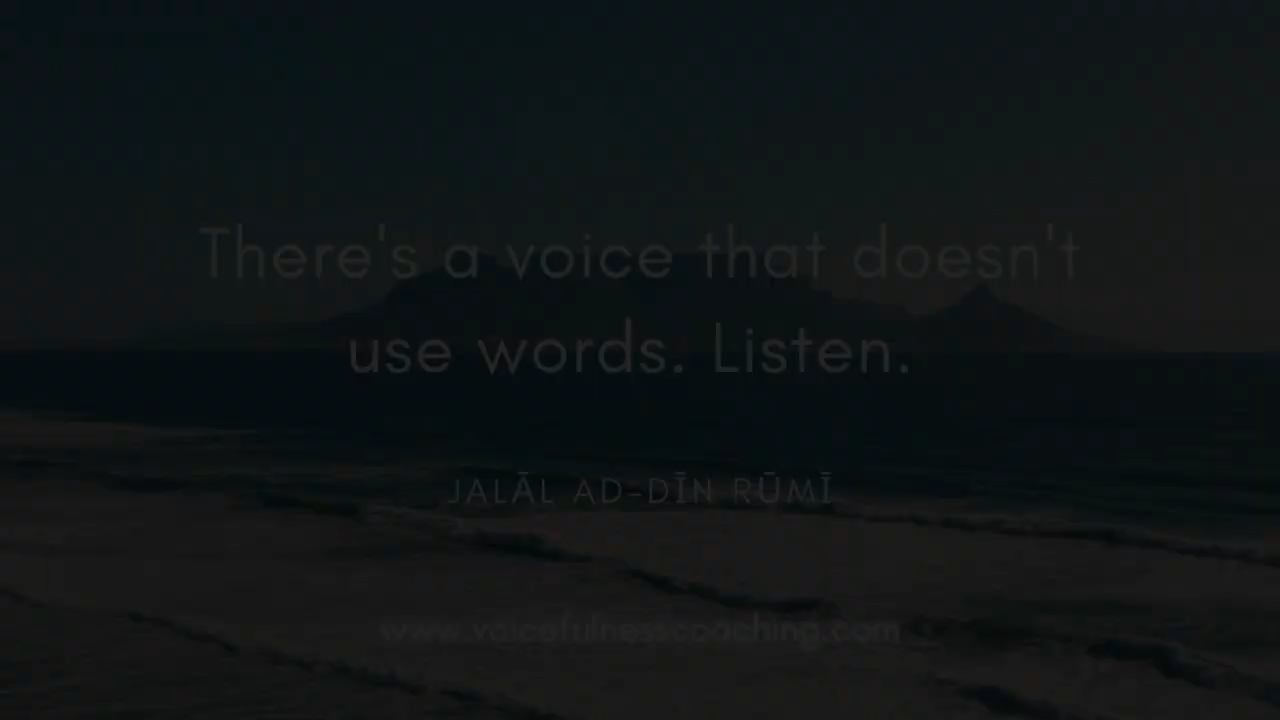 There's a voice that doesn't
use words. Listen.
JALĀL AD-DĪN RŪMĪ
www.voicefulnesscoaching.com